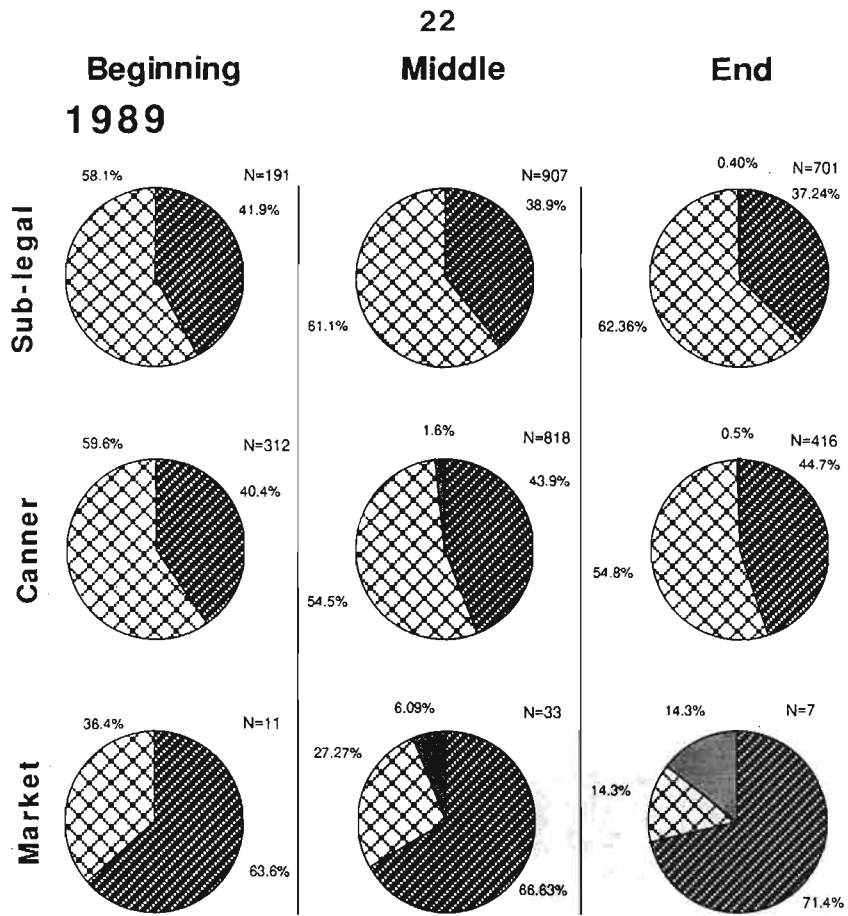 22
Beginning Middle End
1989
Sub-legal
58.1% N=191
41.9%
N=907
38.9%
61.1%
0.40% N=701
37.24%
62.36%
Canner
59.6% N=312
40.4%
1.6% N=818
43.9%
54.5%
0.5% N=416
44.7%
54.8%
Market
36.4% N=11
63.6%
6.09% N=33
27.27%
66.63%
14.3% N=7
14.3%
71.4%